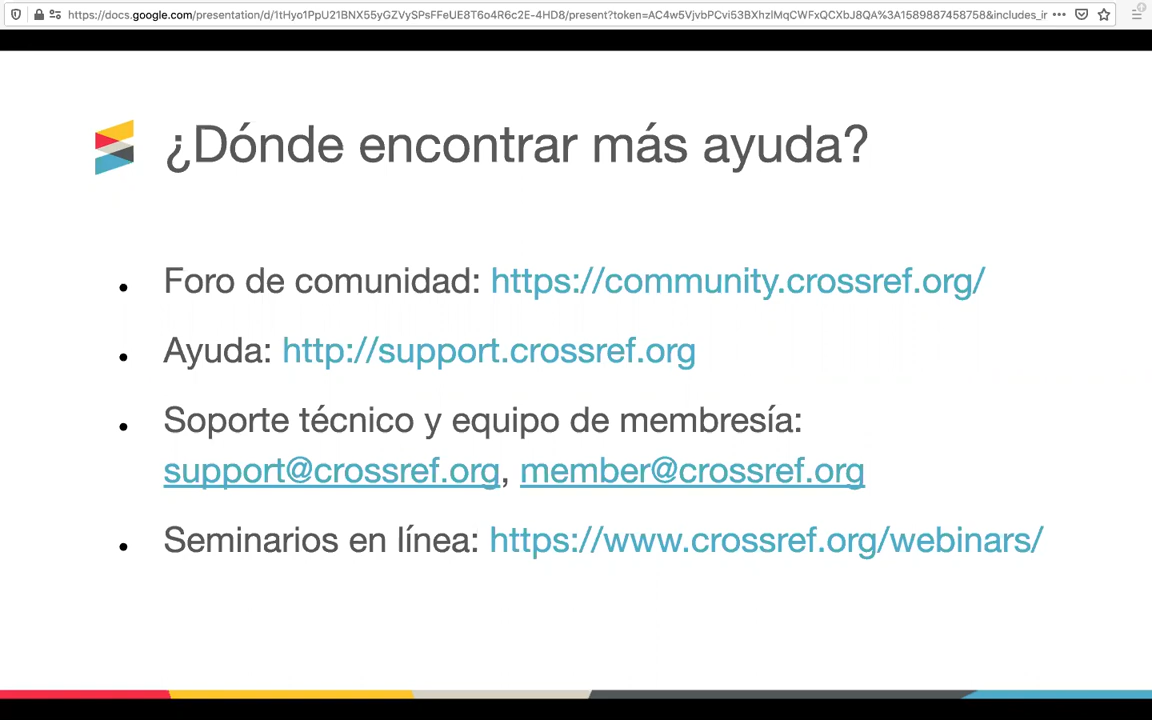 https://docs.google.com/presentation/d/1tHyo1PpU21BNX55yGZVySPsFFeUE8T6o4R6c2E-4HD8/present?token=AC4w5VjvbPCvi53BXhzlMqCWFxQCXbJ8QA%3A1589887458758&includes_ir
¿Dónde encontrar más ayuda?
Foro de comunidad: https://community.crossref.org/
Ayuda: http://support.crossref.org
Soporte técnico y equipo de membresía:
support@crossref.org, member@crossref.org
Seminarios en línea: https://www.crossref.org/webinars/